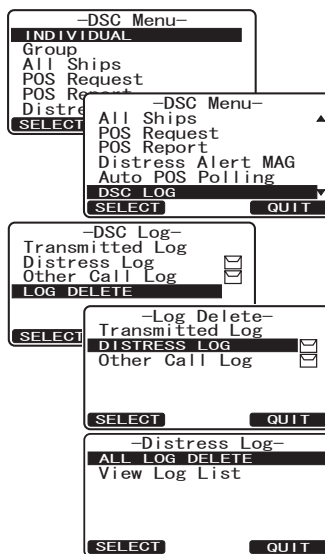 -DSC Menu-
INDIVIDUAL
Group
All Ships
POS Request
POS Report
Distre
SELECT
-DSC Menu-
All Ships
POS Request
POS Report
Distress Alert MAG
Auto POS Polling
DSC LOG
SELECT QUIT
-DSC Log-
Transmitted Log
Distress Log
Other Call Log
LOG DELETE
SELECT
-Log Delete-
Transmitted Log
DISTRESS LOG
Other Call Log
SELECT QUIT
-Distress Log-
ALL LOG DELETE
View Log List
SELECT QUIT